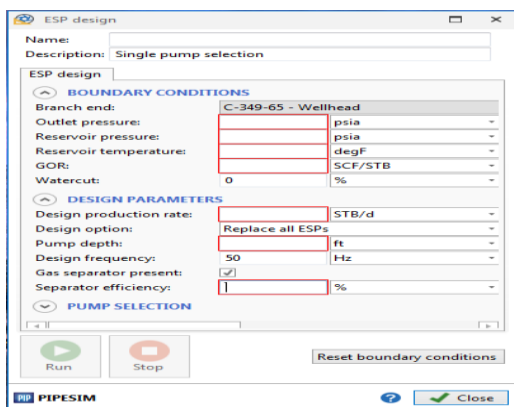 ESP design
Name:
Description: Single pump selection
ESP design
BOUNDARY CONDITIONS
Branch end: C-349-65 - Wellhead
Outlet pressure: psia
Reservoir pressure: psia
Reservoir temperature: degF
GOR: SCF/STB
Watercut: 0 %
DESIGN PARAMETERS
Design production rate: STB/d
Design option: Replace all ESPs
Pump depth: ft
Design frequency: 50 Hz
Gas separator present:
Separator efficiency: %
PUMP SELECTION
Run Stop Reset boundary conditions
PIP PIPESIM ? Close